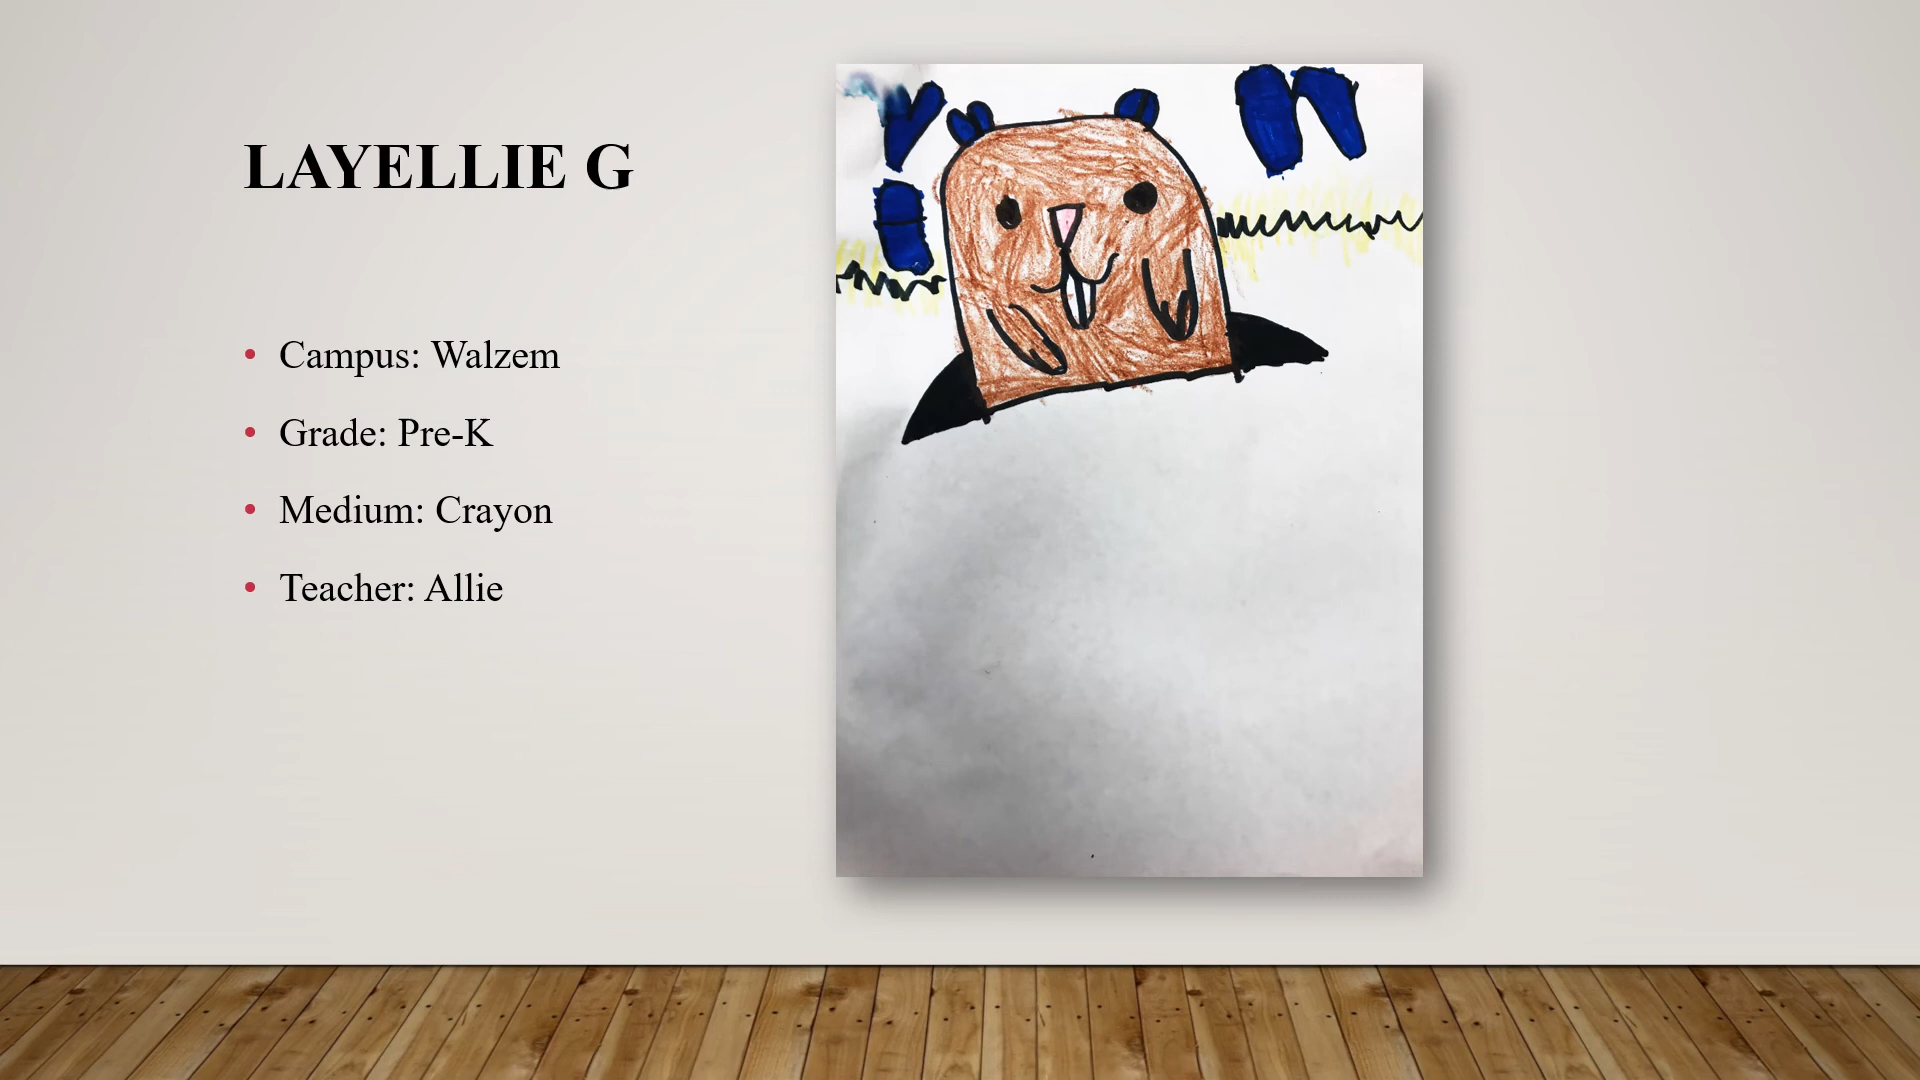 LAYELLIE G
• Campus: Walzem
• Grade: Pre-K
• Medium: Crayon
• Teacher: Allie